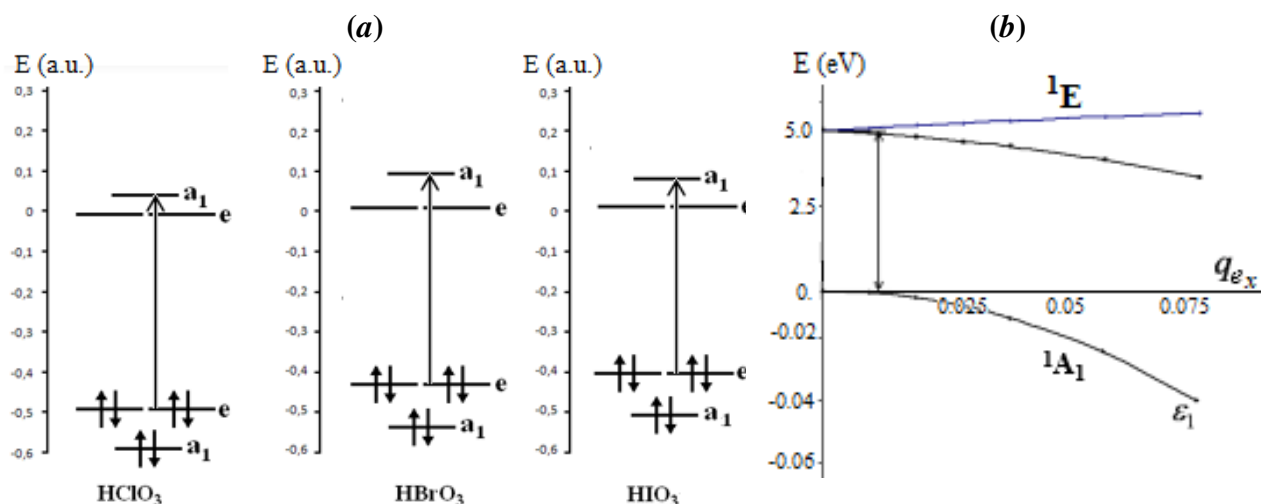 (a)
(b)
E (a.u.)
0,3
0,2
0,1
0
-0,1
-0,2
-0,3
-0,4
-0,5
-0,6
a1
e
e
a1
HClO3
E (a.u.)
0,3
0,2
0,1
0
-0,1
-0,2
-0,3
-0,4
-0,5
-0,6
a1
e
e
a1
HBrO3
E (a.u.)
0,3
0,2
0,1
0
-0,1
-0,2
-0,3
-0,4
-0,5
-0,6
a1
e
e
a1
HIO3
E (eV)
1E
5.0
2.5
qex
0.
0.025
0.05
0.075
-0.02
1A1
-0.04
ε1
-0.06